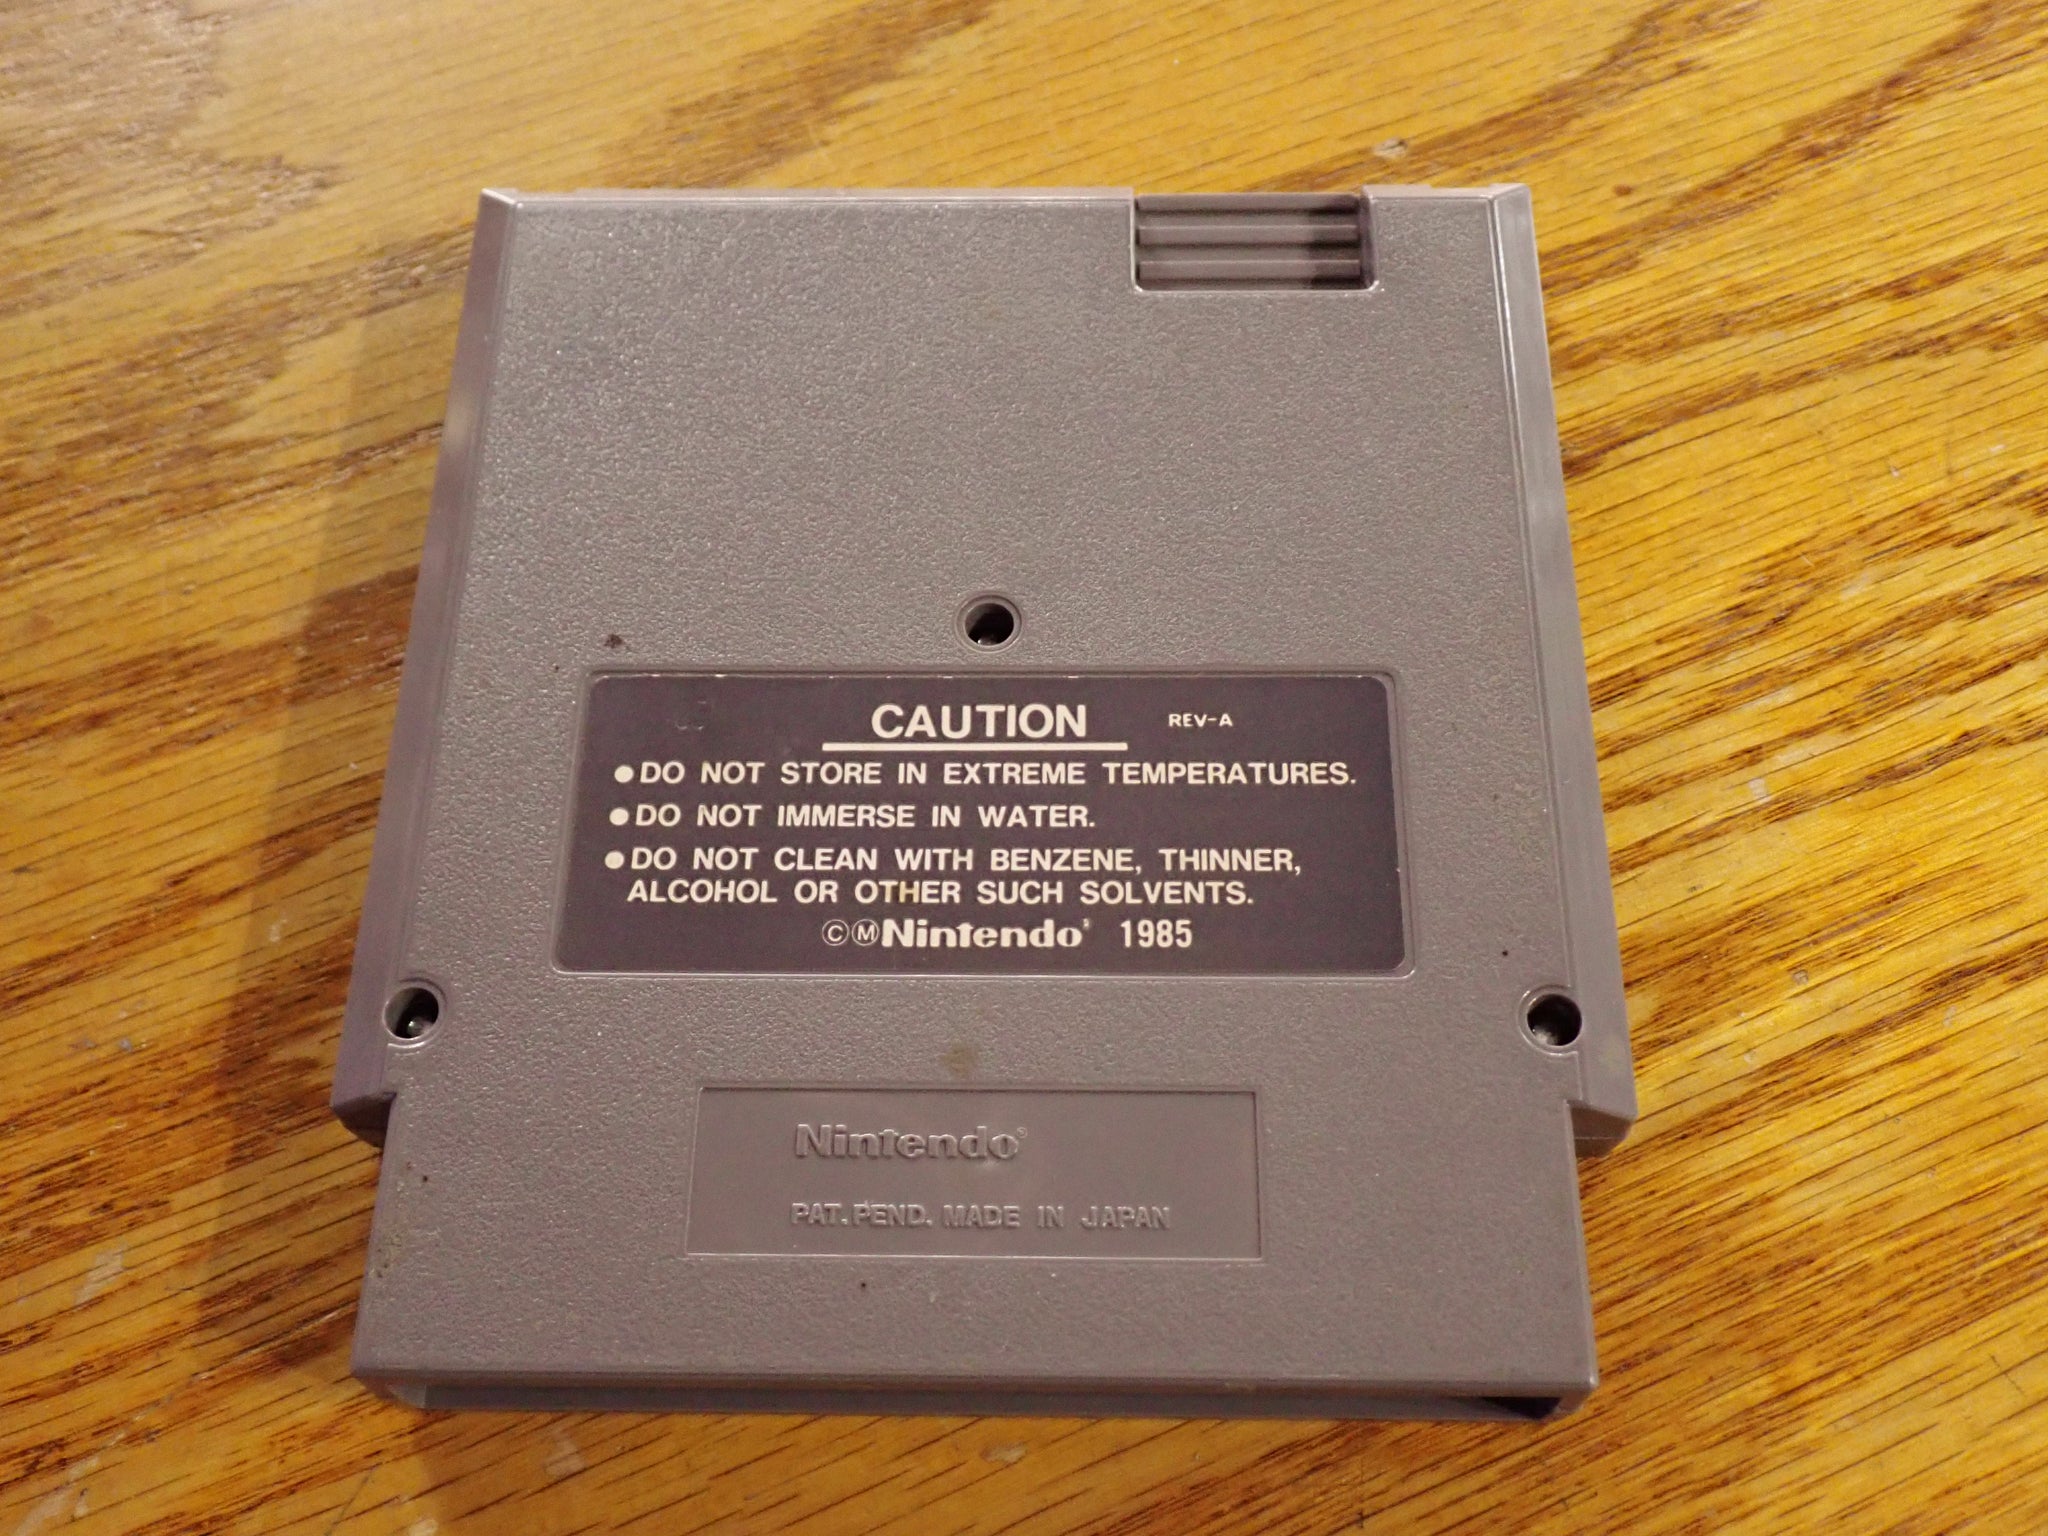 CAUTION REV-A
●DO NOT STORE IN EXTREME TEMPERATURES.
●DO NOT IMMERSE IN WATER.
●DO NOT CLEAN WITH BENZENE, THINNER,
ALCOHOL OR OTHER SUCH SOLVENTS.
ⒸⓂNintendo® 1985
Nintendo®
PAT. PEND. MADE IN JAPAN